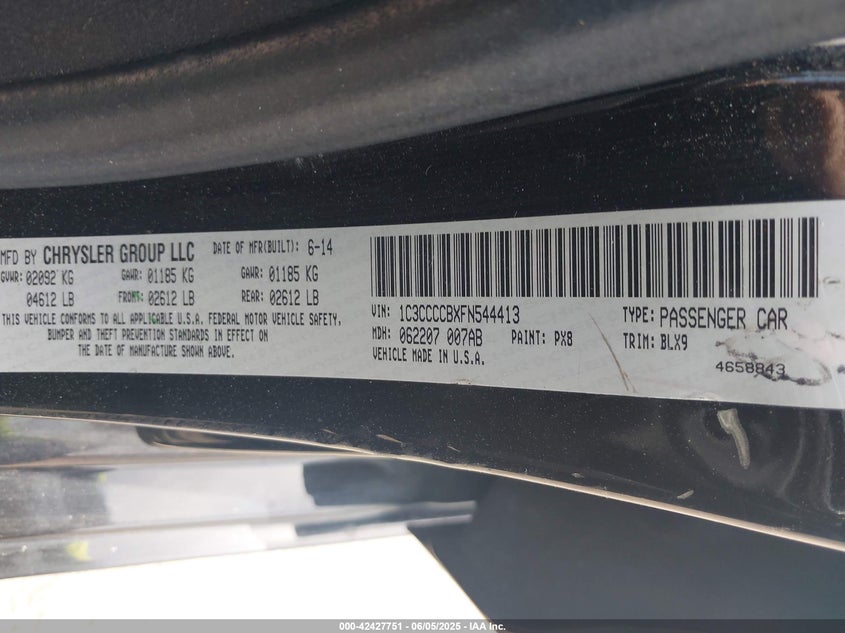 MFD BY CHRYSLER GROUP LLC DATE OF MFR(BUILT): 6-14
GVWR: 02092 KG GAWR: 01185 KG GAWR: 01185 KG
04612 LB FRONT: 02612 LB REAR: 02612 LB
THIS VEHICLE CONFORMS TO ALL APPLICABLE U.S.A. FEDERAL MOTOR VEHICLE SAFETY,
BUMPER AND THEFT PREVENTION STANDARDS IN EFFECT ON
THE DATE OF MANUFACTURE SHOWN ABOVE.
VIN: 1C3CCCCBXFN544413 TYPE: PASSENGER CAR
MDH: 062207 007AB PAINT: PX8 TRIM: BLX9
VEHICLE MADE IN U.S.A.
4658843
000-42427751 | 06/05/2025 - IAA Inc.